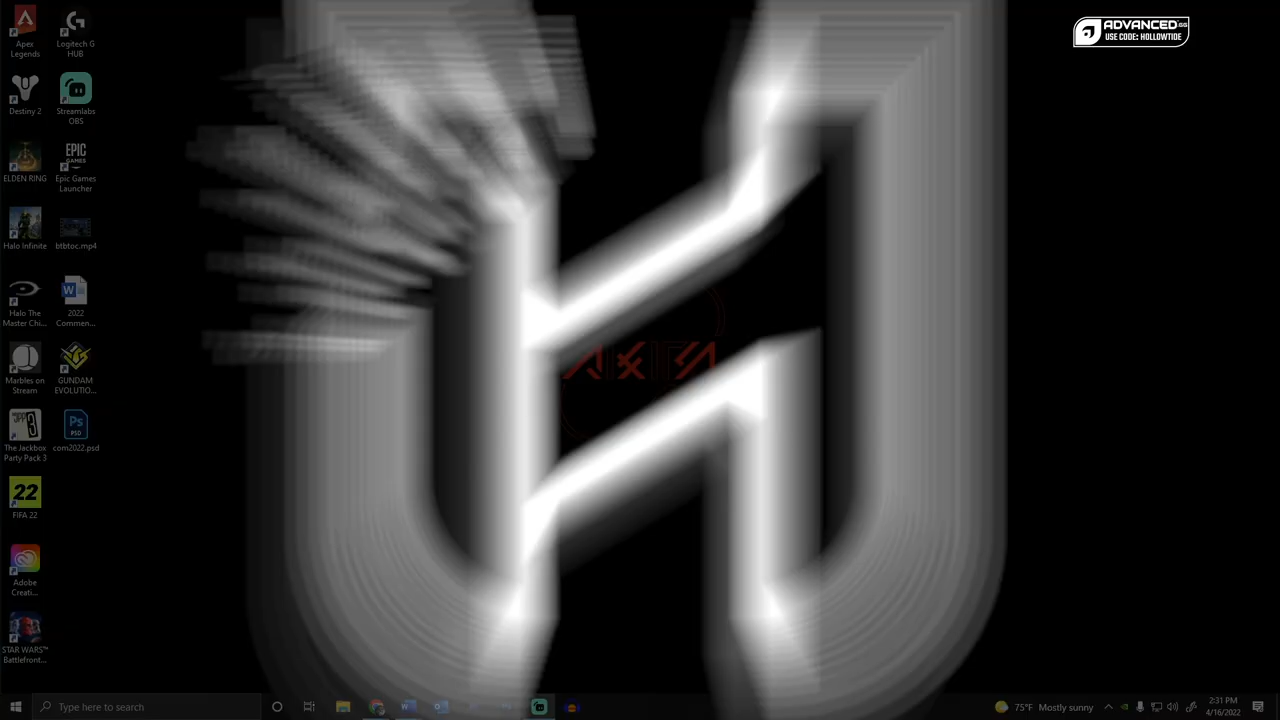 Apex
Legends
Logitech G
HUB
ADVANCED.GG
USE CODE: HOLLOWTIDE
Destiny 2
Streamlabs
OBS
ELDEN RING
EPIC
GAMES
Epic Games
Launcher
Halo Infinite
btbtoc.mp4
Halo The
Master Chi...
W
2022
Commen...
Marbles on
Stream
GUNDAM
EVOLUTIO...
The Jackbox
Party Pack 3
Ps
PSD
com2022.psd
22
FIFA 22
Adobe
Creati...
STAR WARS™
Battlefront...
Type here to search
75°F Mostly sunny
2:31 PM
4/16/2022